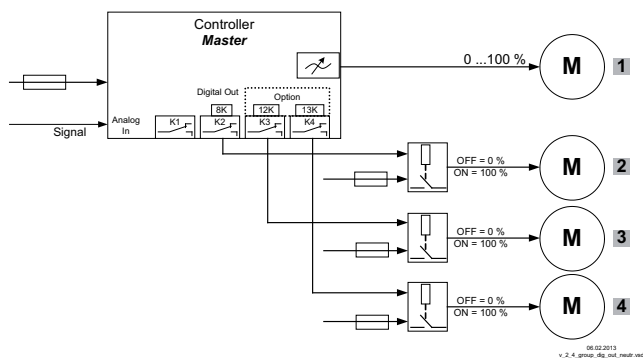 Controller
Master
0 ...100 %
M
1
Digital Out
Option
8K
12K
13K
Analog
In
K1
K2
K3
K4
Signal
OFF = 0 %
ON = 100 %
M
2
OFF = 0 %
ON = 100 %
M
3
OFF = 0 %
ON = 100 %
M
4
06.02.2013
v_2_4_group_dig_out_neutr.vsd